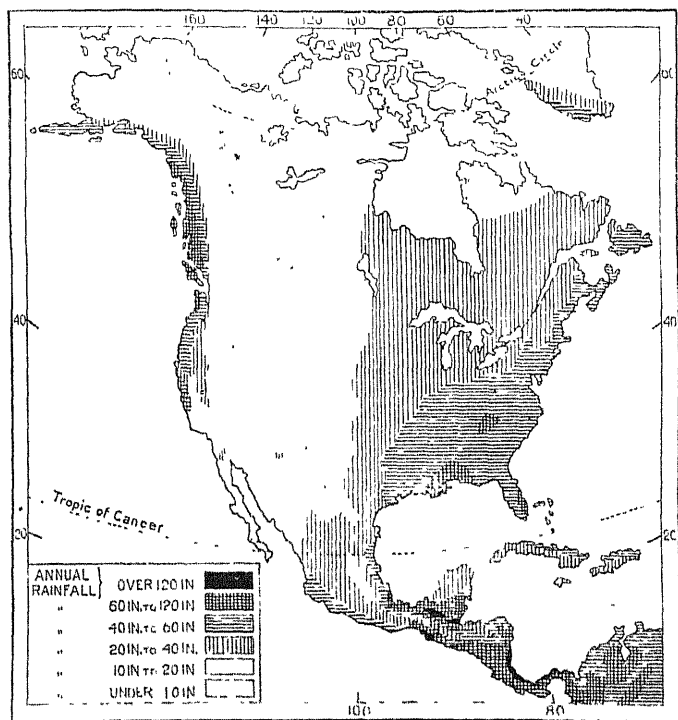 160 140 120 100 80 60 40
60 60
Arctic Circle
40 40
Tropic of Cancer
20 20
ANNUAL RAINFALL } OVER 120 IN
" 60 IN. TO 120 IN
" 40 IN. TO 60 IN
" 20 IN. TO 40 IN.
" 10 IN TO 20 IN
" UNDER 10 IN
100 80